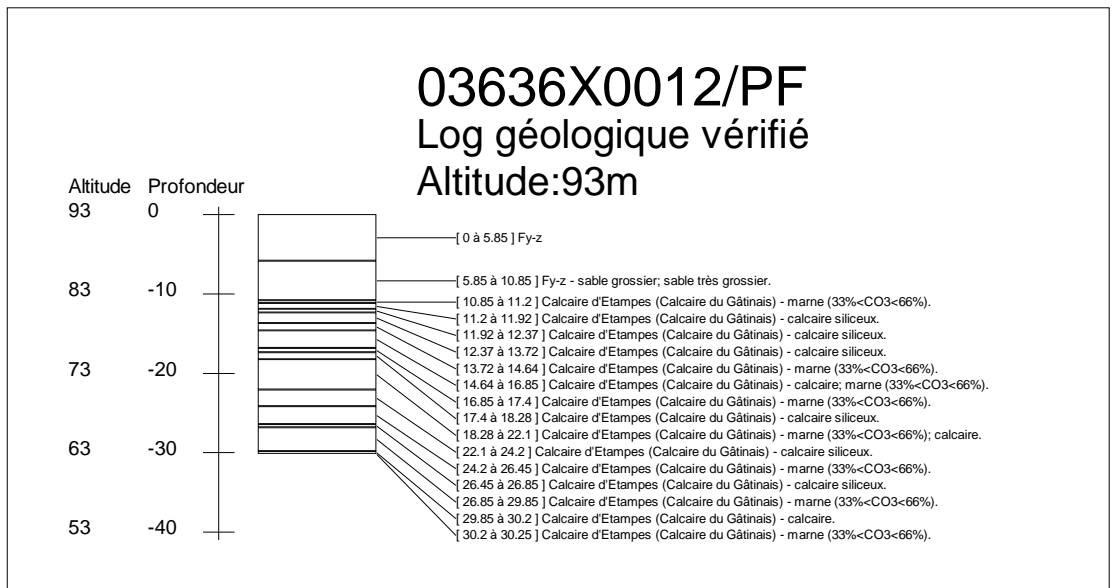 03636X0012/PF
Log géologique vérifié
Altitude:93m
Altitude Profondeur
93 0
[ 0 à 5.85 ] Fy-z
[ 5.85 à 10.85 ] Fy-z - sable grossier; sable très grossier.
83 -10
[ 10.85 à 11.2 ] Calcaire d'Etampes (Calcaire du Gâtinais) - marne (33%<CO3<66%).
[ 11.2 à 11.92 ] Calcaire d'Etampes (Calcaire du Gâtinais) - calcaire siliceux.
[ 11.92 à 12.37 ] Calcaire d'Etampes (Calcaire du Gâtinais) - calcaire siliceux.
[ 12.37 à 13.72 ] Calcaire d'Etampes (Calcaire du Gâtinais) - calcaire siliceux.
[ 13.72 à 14.64 ] Calcaire d'Etampes (Calcaire du Gâtinais) - marne (33%<CO3<66%).
73 -20
[ 14.64 à 16.85 ] Calcaire d'Etampes (Calcaire du Gâtinais) - calcaire; marne (33%<CO3<66%).
[ 16.85 à 17.4 ] Calcaire d'Etampes (Calcaire du Gâtinais) - marne (33%<CO3<66%).
[ 17.4 à 18.28 ] Calcaire d'Etampes (Calcaire du Gâtinais) - calcaire siliceux.
[ 18.28 à 22.1 ] Calcaire d'Etampes (Calcaire du Gâtinais) - marne (33%<CO3<66%); calcaire.
63 -30
[ 22.1 à 24.2 ] Calcaire d'Etampes (Calcaire du Gâtinais) - calcaire siliceux.
[ 24.2 à 26.45 ] Calcaire d'Etampes (Calcaire du Gâtinais) - marne (33%<CO3<66%).
[ 26.45 à 26.85 ] Calcaire d'Etampes (Calcaire du Gâtinais) - calcaire siliceux.
[ 26.85 à 29.85 ] Calcaire d'Etampes (Calcaire du Gâtinais) - marne (33%<CO3<66%).
[ 29.85 à 30.2 ] Calcaire d'Etampes (Calcaire du Gâtinais) - calcaire.
53 -40
[ 30.2 à 30.25 ] Calcaire d'Etampes (Calcaire du Gâtinais) - marne (33%<CO3<66%).